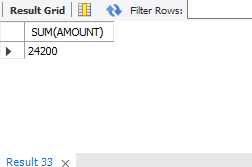 Result Grid Filter Rows:
SUM(AMOUNT)
24200
Result 33 ×